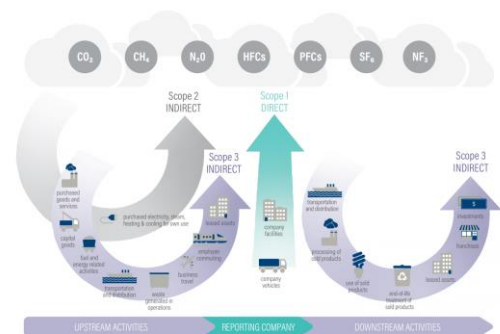 CO₂ CH₄ N₂O HFCs PFCs SF₆ NF₃
Scope 2
INDIRECT
Scope 1
DIRECT
Scope 3
INDIRECT
Scope 3
INDIRECT
purchased
goods and
services
capital
goods
fuel and
energy related
activities
transportation
and distribution
waste
generated in
operations
business
travel
employee
commuting
leased assets
purchased electricity, steam,
heating & cooling for own use
company
facilities
company
vehicles
transportation
and distribution
processing of
sold products
use of sold
products
end-of-life
treatment of
sold products
leased assets
franchises
investments
UPSTREAM ACTIVITIES
REPORTING COMPANY
DOWNSTREAM ACTIVITIES